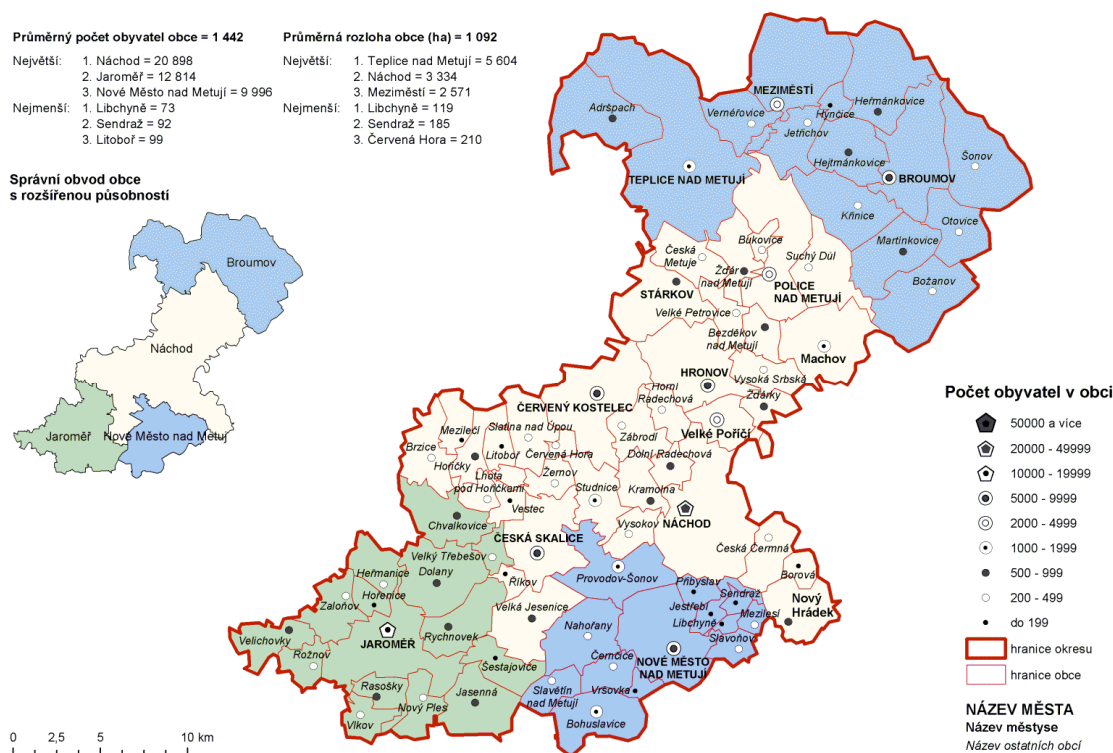 Průměrný počet obyvatel obce = 1 442
Největší: 1. Náchod = 20 898
2. Jaroměř = 12 814
3. Nové Město nad Metují = 9 996
Nejmenší: 1. Libchyně = 73
2. Sendraž = 92
3. Litoboř = 99
Průměrná rozloha obce (ha) = 1 092
Největší: 1. Teplice nad Metují = 5 604
2. Náchod = 3 334
3. Meziměstí = 2 571
Nejmenší: 1. Libchyně = 119
2. Sendraž = 185
3. Červená Hora = 210
Správní obvod obce
s rozšířenou působností
Broumov
Náchod
Jaroměř
Nové Město nad Metuj
MEZIMĚSTÍ
Adršpach
Vernéřovice
Hynčice
Heřmánkovice
Jetřichov
Hejtmánkovice
Šonov
TEPLICE NAD METUJÍ
BROUMOV
Křinice
Otovice
Martínkovice
Božanov
Bukovice
Česká
Metuje
Suchý Důl
Žďár
nad Metují
STÁRKOV
POLICE
NAD METUJÍ
Velké Petrovice
Bezděkov
nad Metují
Machov
HRONOV
Vysoká Srbská
Horní
Radechová
Žďárky
ČERVENÝ KOSTELEC
Velké Poříčí
Slatina nad Úpou
Mezilečí
Zábrodí
Brzice
Litoboř
Červená Hora
Dolní Radechová
Hořičky
Lhota
pod Hořičkami
Žernov
Studnice
Kramolna
Vestec
NÁCHOD
Chvalkovice
Vysokov
ČESKÁ SKALICE
Česká Čermná
Velký Třebešov
Dolany
Provodov-Šonov
Borová
Heřmanice
Říkov
Přibyslav
Sendraž
Hořenice
Nový
Hrádek
Zaloňov
Velká Jesenice
Jestřebí
Mezilesí
Libchyně
Nahořany
Slavoňov
Velichovky
JAROMĚŘ
Rychnovek
Rožnov
Šestajovice
Černčice
NOVÉ MĚSTO
NAD METUJÍ
Rasošky
Jasenná
Slavětín
nad Metují
Vršovka
Nový Ples
Vlkov
Bohuslavice
Počet obyvatel v obci
50000 a více
20000 - 49999
10000 - 19999
5000 - 9999
2000 - 4999
1000 - 1999
500 - 999
200 - 499
do 199
hranice okresu
hranice obce
NÁZEV MĚSTA
Název městyse
Název ostatních obcí
0 2,5 5 10 km